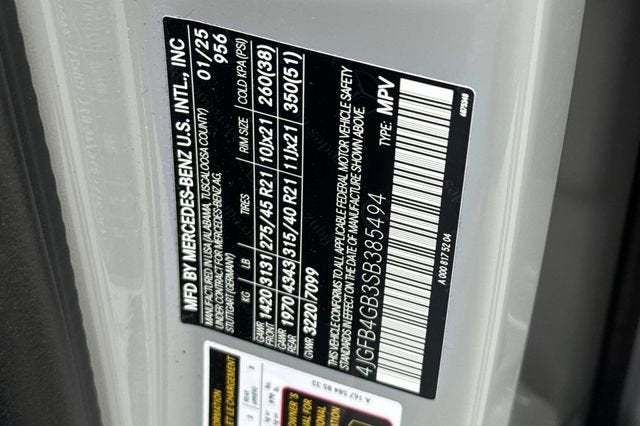 MFD BY MERCEDES-BENZ U.S. INTL., INC
MANUFACTURED IN USA (ALABAMA, TUSCALOOSA COUNTY) 01/25
UNDER CONTRACT FOR MERCEDES-BENZ AG, 956
STUTTGART (GERMANY)
KG LB TIRES RIM SIZE COLD KPA (PSI)
GAWR FRONT 1420 3131 275/45 R21 10Jx21 260(38)
GAWR REAR 1970 4343 315/40 R21 11Jx21 350(51)
GVWR 3220 7099
THIS VEHICLE CONFORMS TO ALL APPLICABLE FEDERAL MOTOR VEHICLE SAFETY
STANDARDS IN EFFECT ON THE DATE OF MANUFACTURE SHOWN ABOVE.
4JGFB4GB3SB385494 TYPE: MPV
A 000 817 52 04
A 167 584 85 33